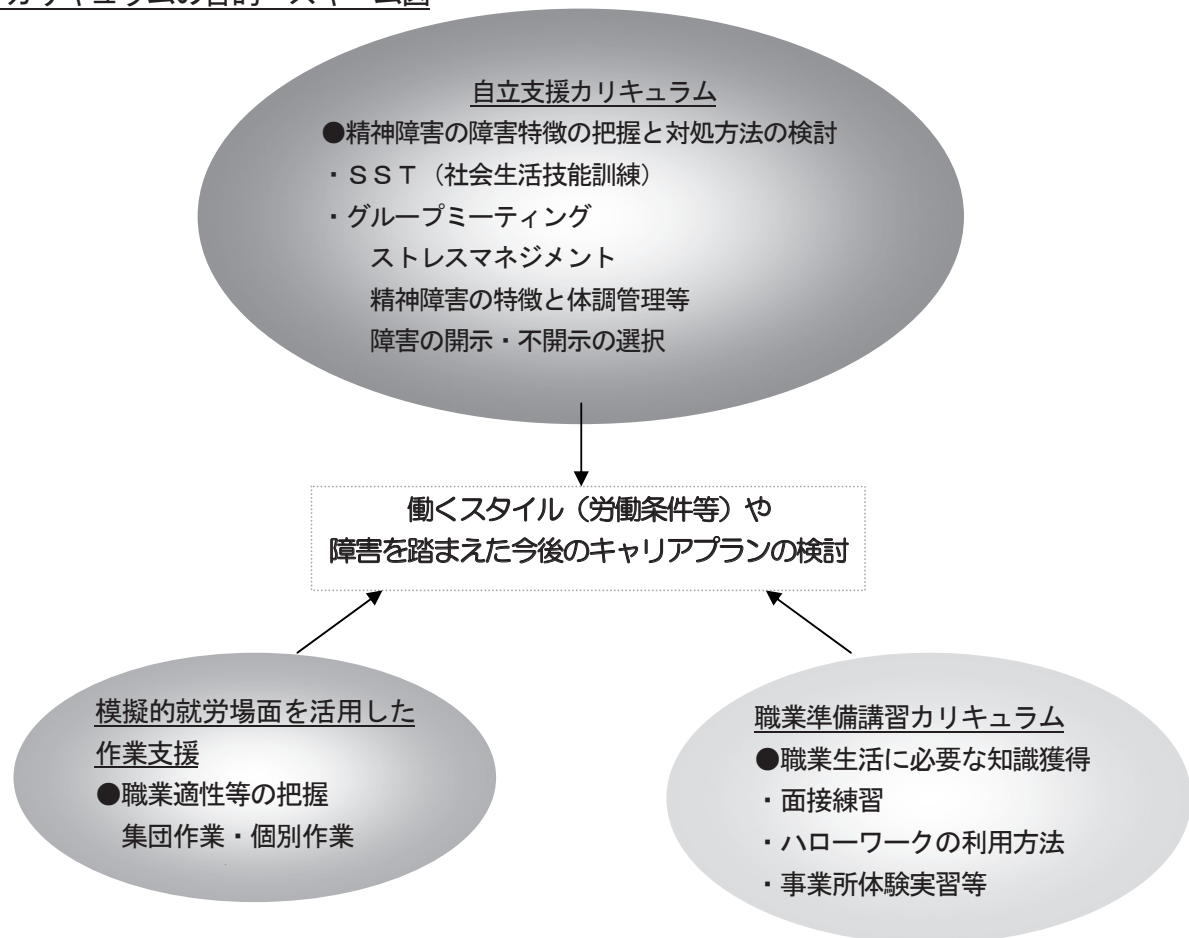 カリキュラムの目的 スキーム図
自立支援カリキュラム
●精神障害の障害特徴の把握と対処方法の検討
・ＳＳＴ（社会生活技能訓練）
・グループミーティング
ストレスマネジメント
精神障害の特徴と体調管理等
障害の開示・不開示の選択
働くスタイル（労働条件等）や
障害を踏まえた今後のキャリアプランの検討
模擬的就労場面を活用した
作業支援
●職業適性等の把握
集団作業・個別作業
職業準備講習カリキュラム
●職業生活に必要な知識獲得
・面接練習
・ハローワークの利用方法
・事業所体験実習等